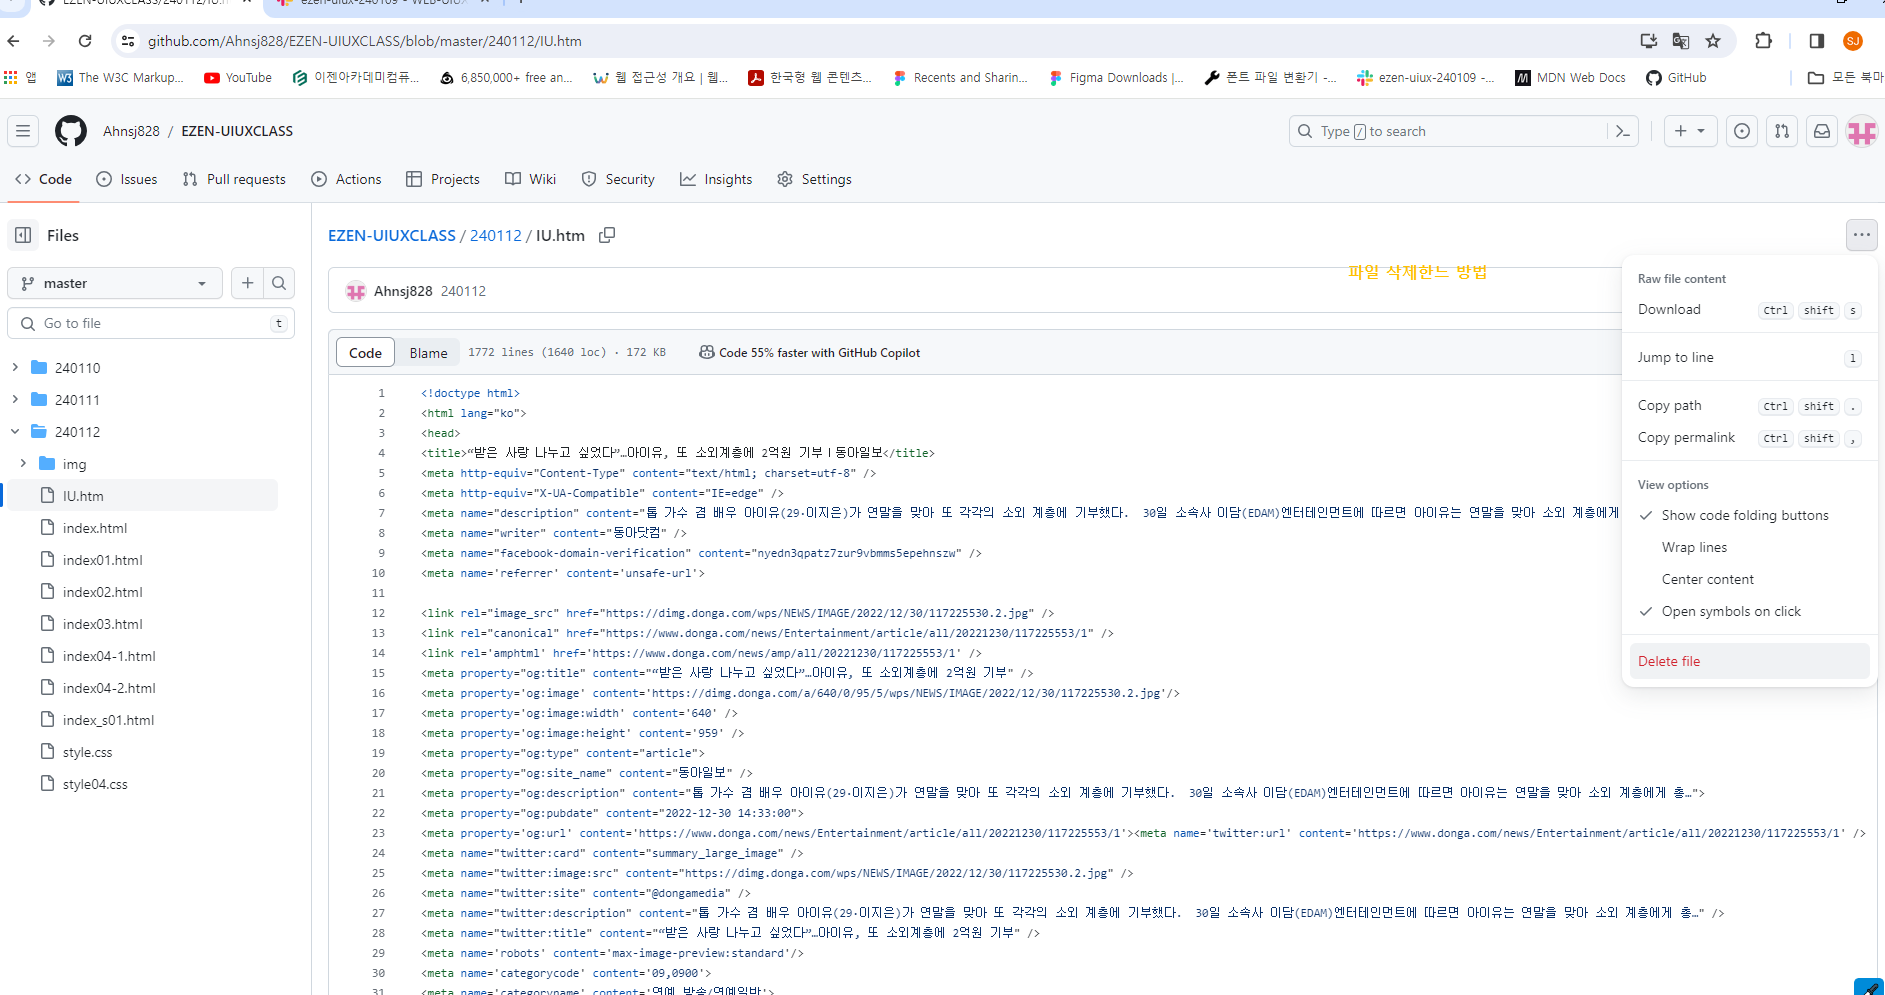 EZEN-UIUXCLASS/240112/IU.h
ezen-uiux-240109 - WEB-UIUX
github.com/Ahnsj828/EZEN-UIUXCLASS/blob/master/240112/IU.htm
SJ
앱
The W3C Markup...
YouTube
이젠아카데미컴퓨...
6,850,000+ free an...
웹 접근성 개요 | 웹...
한국형 웹 콘텐츠...
Recents and Sharin...
Figma Downloads |...
폰트 파일 변환기 -...
ezen-uiux-240109 -...
MDN Web Docs
GitHub
모든 북마
Ahnsj828 / EZEN-UIUXCLASS
Type / to search
Code
Issues
Pull requests
Actions
Projects
Wiki
Security
Insights
Settings
Files
master
Go to file
t
240110
240111
240112
img
IU.htm
index.html
index01.html
index02.html
index03.html
index04-1.html
index04-2.html
index_s01.html
style.css
style04.css
EZEN-UIUXCLASS / 240112 / IU.htm
파일 삭제한느 방법
Ahnsj828 240112
Code
Blame
1772 lines (1640 loc) · 172 KB
Code 55% faster with GitHub Copilot
1 <!doctype html>
2 <html lang="ko">
3 <head>
4 <title>“받은 사랑 나누고 싶었다”…아이유, 또 소외계층에 2억원 기부 | 동아일보</title>
5 <meta http-equiv="Content-Type" content="text/html; charset=utf-8" />
6 <meta http-equiv="X-UA-Compatible" content="IE=edge" />
7 <meta name="description" content="톱 가수 겸 배우 아이유(29·이지은)가 연말을 맞아 또 각각의 소외 계층에 기부했다. 30일 소속사 이담(EDAM)엔터테인먼트에 따르면 아이유는 연말을 맞아 소외 계층에게
8 <meta name="writer" content="동아닷컴" />
9 <meta name="facebook-domain-verification" content="nyedn3qpatz7zur9vbmms5epehnszw" />
10 <meta name='referrer' content='unsafe-url'>
11
12 <link rel="image_src" href="https://dimg.donga.com/wps/NEWS/IMAGE/2022/12/30/117225530.2.jpg" />
13 <link rel="canonical" href="https://www.donga.com/news/Entertainment/article/all/20221230/117225553/1" />
14 <link rel='amphtml' href='https://www.donga.com/news/amp/all/20221230/117225553/1' />
15 <meta property="og:title" content="“받은 사랑 나누고 싶었다”…아이유, 또 소외계층에 2억원 기부" />
16 <meta property='og:image' content='https://dimg.donga.com/a/640/0/95/5/wps/NEWS/IMAGE/2022/12/30/117225530.2.jpg'/>
17 <meta property='og:image:width' content='640' />
18 <meta property='og:image:height' content='959' />
19 <meta property="og:type" content="article">
20 <meta property="og:site_name" content="동아일보" />
21 <meta property="og:description" content="톱 가수 겸 배우 아이유(29·이지은)가 연말을 맞아 또 각각의 소외 계층에 기부했다. 30일 소속사 이담(EDAM)엔터테인먼트에 따르면 아이유는 연말을 맞아 소외 계층에게 총…">
22 <meta property="og:pubdate" content="2022-12-30 14:33:00">
23 <meta property='og:url' content='https://www.donga.com/news/Entertainment/article/all/20221230/117225553/1'><meta name='twitter:url' content='https://www.donga.com/news/Entertainment/article/all/20221230/117225553/1' />
24 <meta name="twitter:card" content="summary_large_image" />
25 <meta name="twitter:image:src" content="https://dimg.donga.com/wps/NEWS/IMAGE/2022/12/30/117225530.2.jpg" />
26 <meta name="twitter:site" content="@dongamedia" />
27 <meta name="twitter:description" content="톱 가수 겸 배우 아이유(29·이지은)가 연말을 맞아 또 각각의 소외 계층에 기부했다. 30일 소속사 이담(EDAM)엔터테인먼트에 따르면 아이유는 연말을 맞아 소외 계층에게 총…" />
28 <meta name="twitter:title" content="“받은 사랑 나누고 싶었다”…아이유, 또 소외계층에 2억원 기부" />
29 <meta name='robots' content='max-image-preview:standard'/>
30 <meta name='categorycode' content='09,0900'>
31 <meta name='categoryname' content='연예 방송/연예일반'>
Raw file content
Download Ctrl shift s
Jump to line l
Copy path Ctrl shift .
Copy permalink Ctrl shift ,
View options
Show code folding buttons
Wrap lines
Center content
Open symbols on click
Delete file